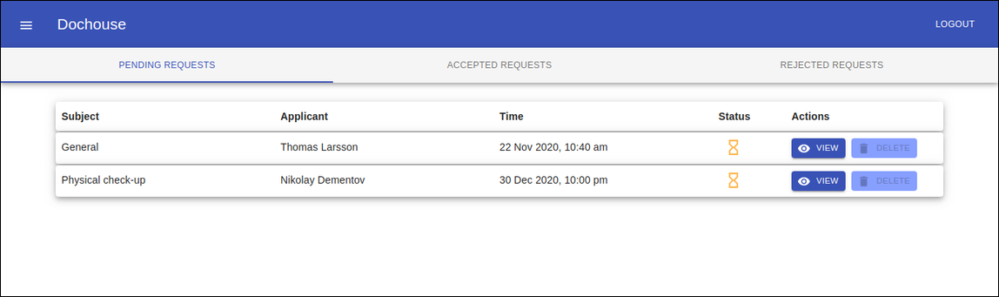 Dochouse LOGOUT
PENDING REQUESTS ACCEPTED REQUESTS REJECTED REQUESTS
Subject Applicant Time Status Actions
General Thomas Larsson 22 Nov 2020, 10:40 am VIEW DELETE
Physical check-up Nikolay Dementov 30 Dec 2020, 10:00 pm VIEW DELETE